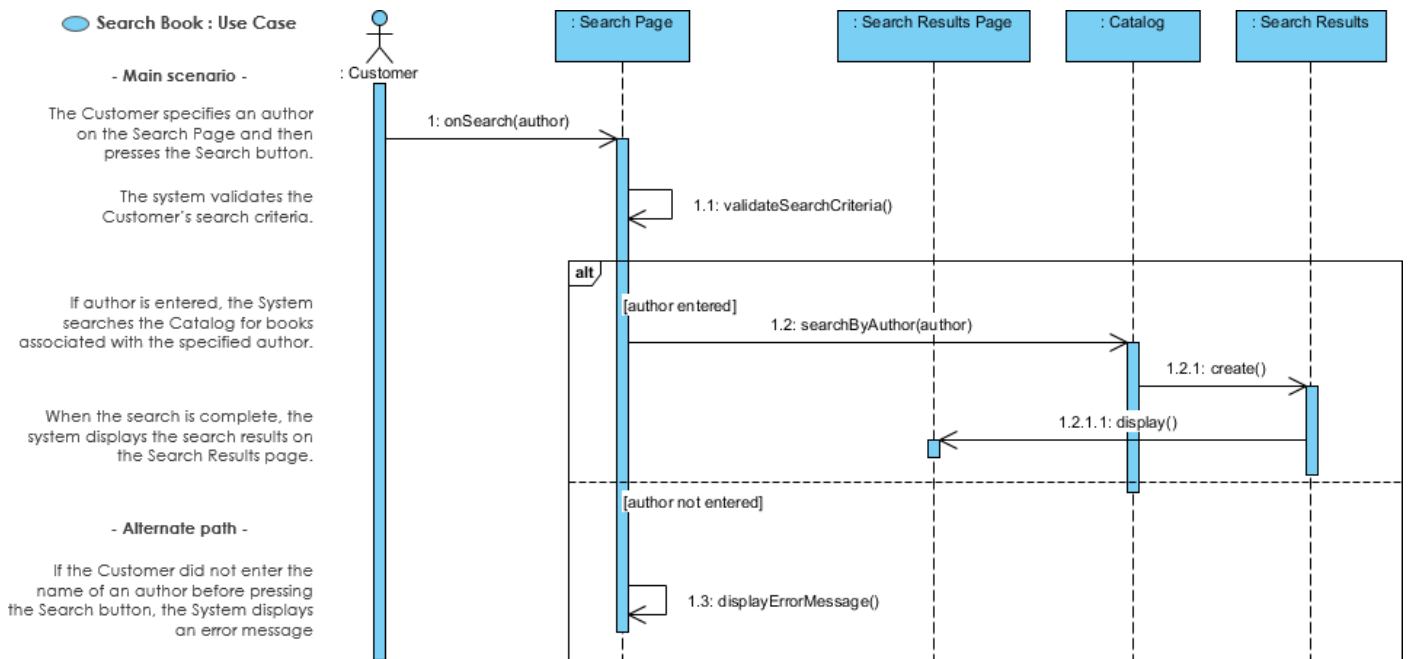 Search Book : Use Case
: Search Page
: Search Results Page
: Catalog
: Search Results
: Customer
- Main scenario -
The Customer specifies an author
on the Search Page and then
presses the Search button.
1: onSearch(author)
The system validates the
Customer's search criteria.
1.1: validateSearchCriteria()
alt
If author is entered, the System
searches the Catalog for books
associated with the specified author.
[author entered]
1.2: searchByAuthor(author)
1.2.1: create()
When the search is complete, the
system displays the search results on
the Search Results page.
1.2.1.1: display()
[author not entered]
- Alternate path -
If the Customer did not enter the
name of an author before pressing
the Search button, the System displays
an error message
1.3: displayErrorMessage()